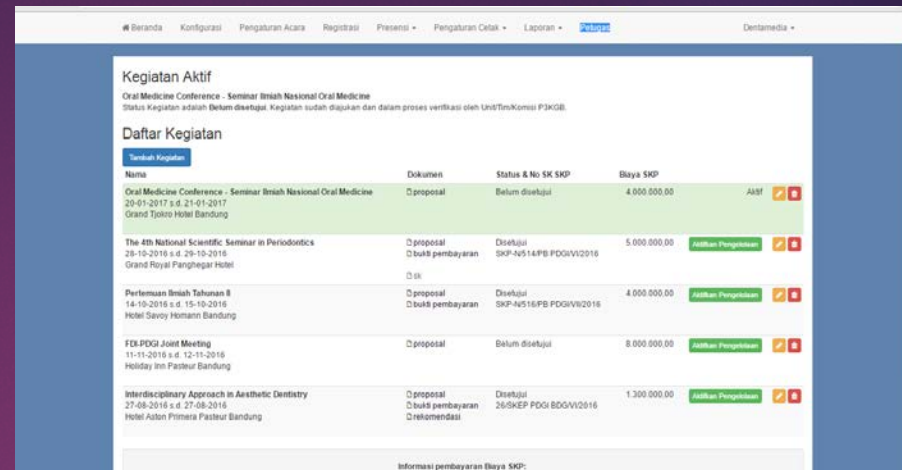 Beranda Konfigurasi Pengaturan Acara Registrasi Presensi Pengaturan Cetak Laporan Petugas Dentamedia
Kegiatan Aktif
Oral Medicine Conference - Seminar Ilmiah Nasional Oral Medicine
Status Kegiatan adalah Belum disetujui. Kegiatan sudah diajukan dan dalam proses verifikasi oleh Unit/Tim/Komisi P3KGB.
Daftar Kegiatan
Tambah Kegiatan
Nama Dokumen Status & No SK SKP Biaya SKP
Oral Medicine Conference - Seminar Ilmiah Nasional Oral Medicine proposal Belum disetujui 4.000.000,00 Aktif
20-01-2017 s.d. 21-01-2017
Grand Tjokro Hotel Bandung
The 4th National Scientific Seminar in Periodontics proposal Disetujui 5.000.000,00 Aktifkan Pengelolaan
28-10-2016 s.d. 29-10-2016 bukti pembayaran SKP-N/514/PB PDGI/VI/2016
Grand Royal Panghegar Hotel
sk
Pertemuan Ilmiah Tahunan II proposal Disetujui 4.000.000,00 Aktifkan Pengelolaan
14-10-2016 s.d. 15-10-2016 bukti pembayaran SKP-N/516/PB PDGI/VII/2016
Hotel Savoy Homann Bandung
FDI-PDGI Joint Meeting proposal Belum disetujui 8.000.000,00 Aktifkan Pengelolaan
11-11-2016 s.d. 12-11-2016
Holiday Inn Pasteur Bandung
Interdisciplinary Approach in Aesthetic Dentistry proposal Disetujui 1.300.000,00 Aktifkan Pengelolaan
27-08-2016 s.d. 27-08-2016 bukti pembayaran 26/SKEP PDGI BDG/VI/2016
Hotel Aston Primera Pasteur Bandung rekomendasi
Informasi pembayaran Biaya SKP: